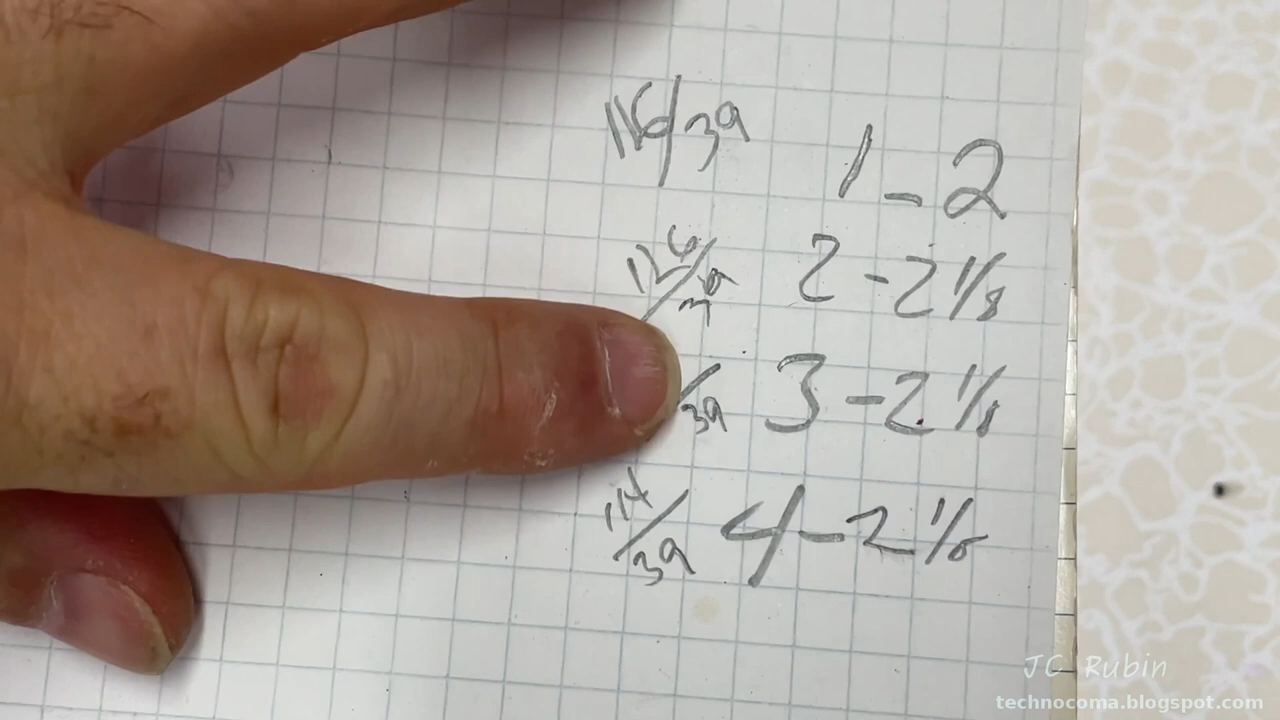 116/39 1 - 2
126/39 2 - 2 1/8
/39 3 - 2 1/8
114/39 4 - 2 1/8
JC Rubin
technocoma.blogspot.com